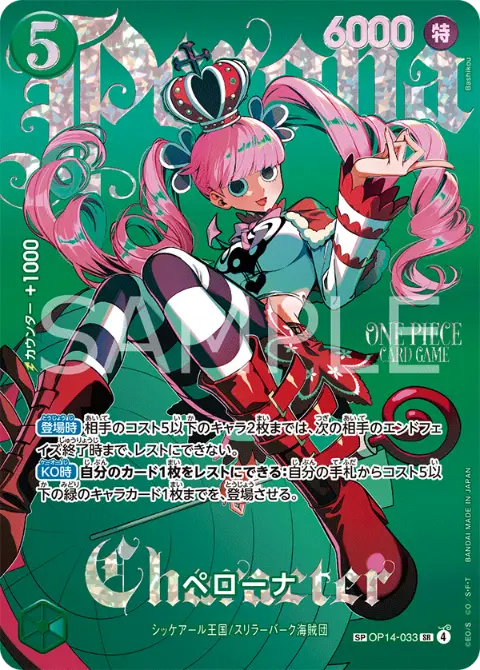 5
Perona
6000 特
Bashikou
カウンター +1000
SAMPLE
ONE PIECE
CARD GAME
登場時 相手のコスト5以下のキャラ2枚までは、次の相手のエンドフェ
イズ終了時まで、レストにできない。
KO時 自分のカード1枚をレストにできる:自分の手札からコスト5以
下の緑のキャラカード1枚までを、登場させる。
Character
ペローナ
シッケアール王国/スリラーバーク海賊団
SP OP14-033 SR 4
©E.O/S ©O S・F・T BANDAI MADE IN JAPAN